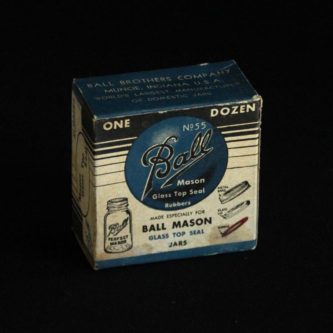 BALL BROTHERS COMPANY
MUNCIE, INDIANA, U.S.A.
WORLD'S LARGEST MANUFACTURERS
OF DOMESTIC JARS
ONE DOZEN
Nº 55
Ball
Mason
Glass Top Seal
Rubbers
MADE ESPECIALLY FOR
BALL MASON
GLASS TOP SEAL
JARS
Ball
PERFECT
MASON